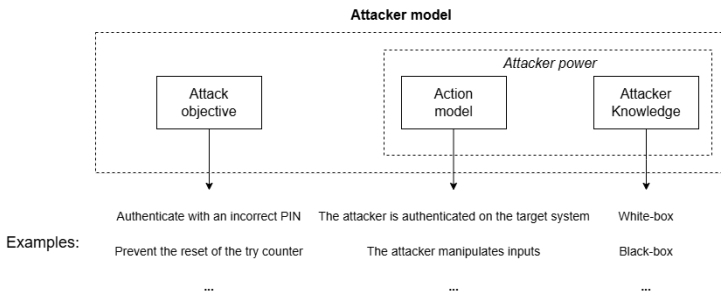 Attacker model
Attacker power
Attack
objective
Action
model
Attacker
Knowledge
Examples:
Authenticate with an incorrect PIN
The attacker is authenticated on the target system
White-box
Prevent the reset of the try counter
The attacker manipulates inputs
Black-box
...
...
...